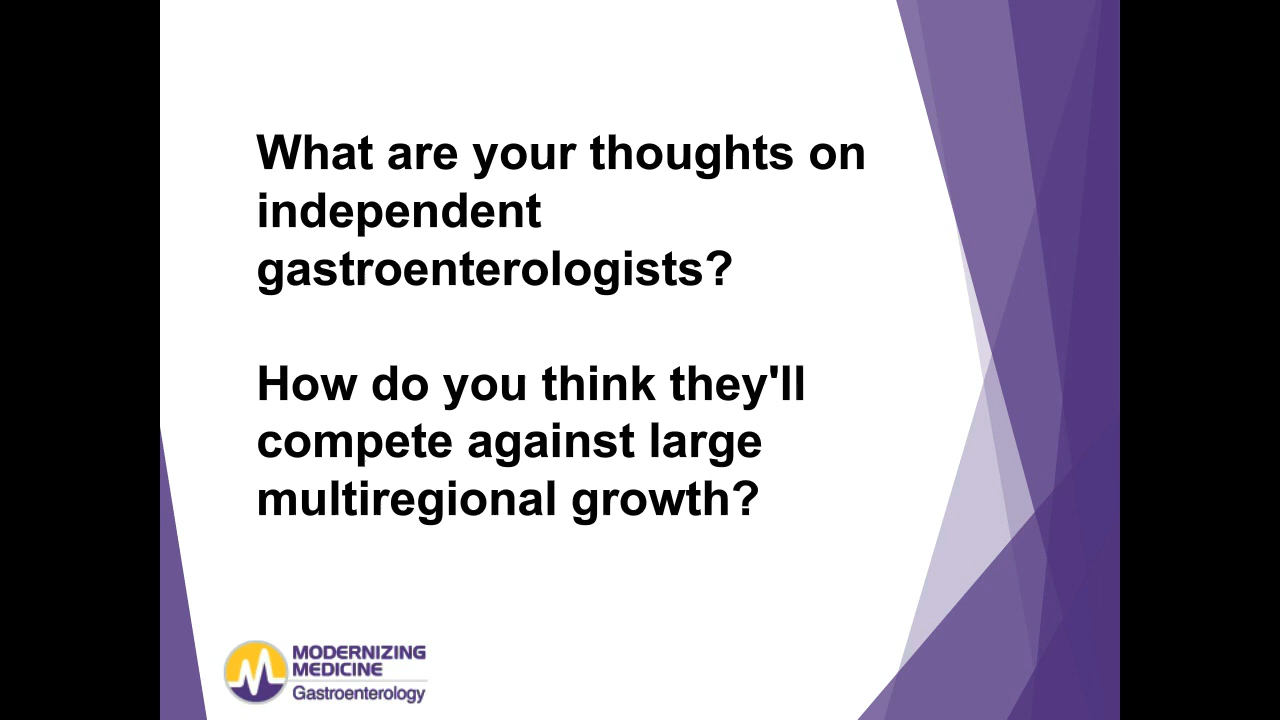 What are your thoughts on
independent
gastroenterologists?
How do you think they'll
compete against large
multiregional growth?
MODERNIZING
MEDICINE
Gastroenterology